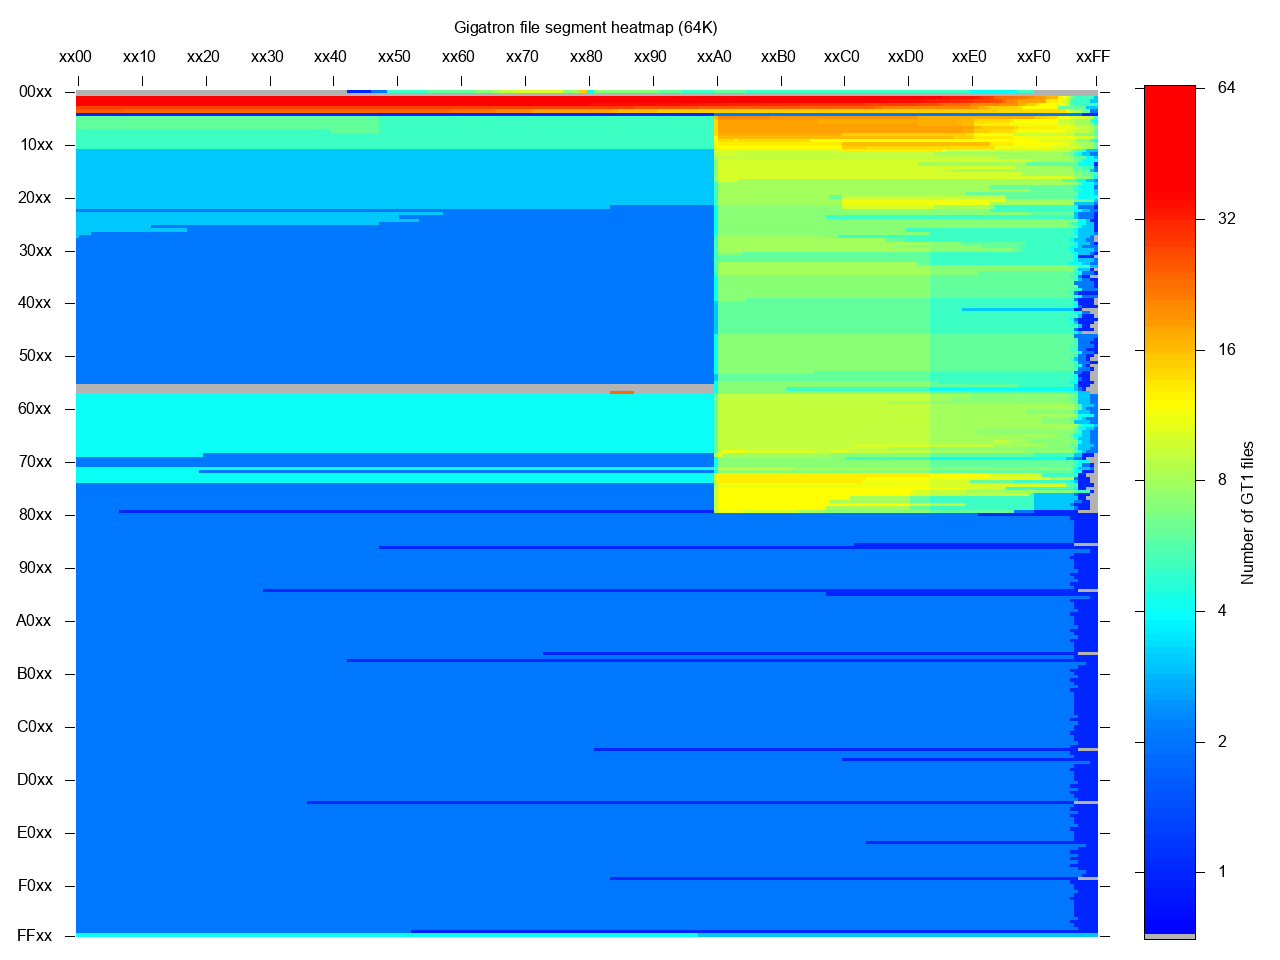 Gigatron file segment heatmap (64K)
xx00 xx10 xx20 xx30 xx40 xx50 xx60 xx70 xx80 xx90 xxA0 xxB0 xxC0 xxD0 xxE0 xxF0 xxFF
00xx
10xx
20xx
30xx
40xx
50xx
60xx
70xx
80xx
90xx
A0xx
B0xx
C0xx
D0xx
E0xx
F0xx
FFxx
64
32
16
8
4
2
1
Number of GT1 files